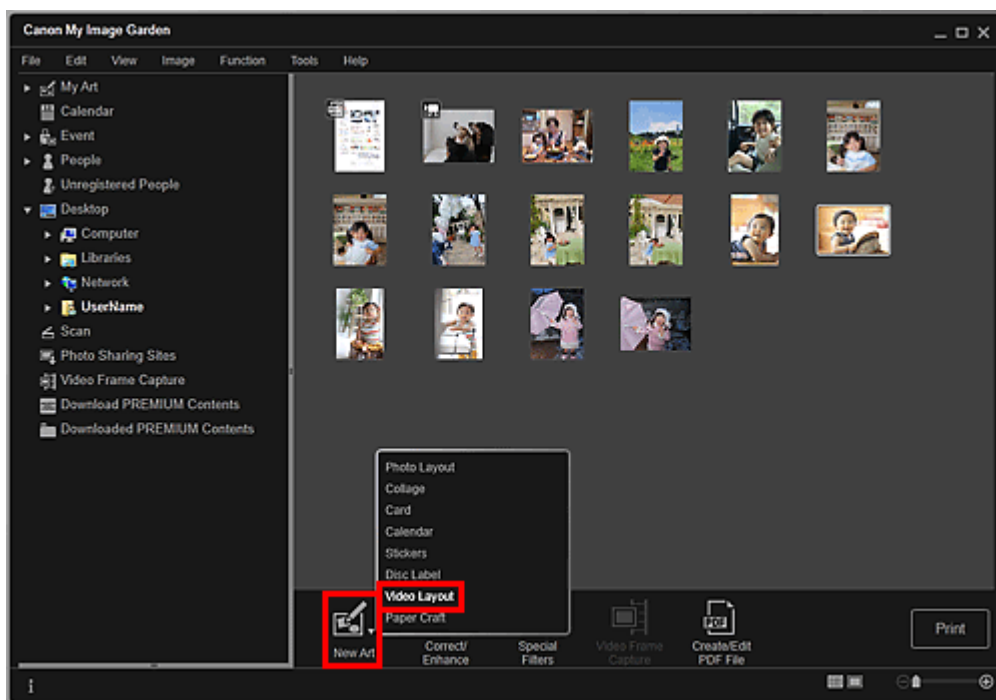 Canon My Image Garden
File Edit View Image Function Tools Help
My Art
Calendar
Event
People
Unregistered People
Desktop
Computer
Libraries
Network
UserName
Scan
Photo Sharing Sites
Video Frame Capture
Download PREMIUM Contents
Downloaded PREMIUM Contents
Photo Layout
Collage
Card
Calendar
Stickers
Disc Label
Video Layout
Paper Craft
New Art
Correct/
Enhance
Special
Filters
Video Frame
Capture
PDF
Create/Edit
PDF File
Print